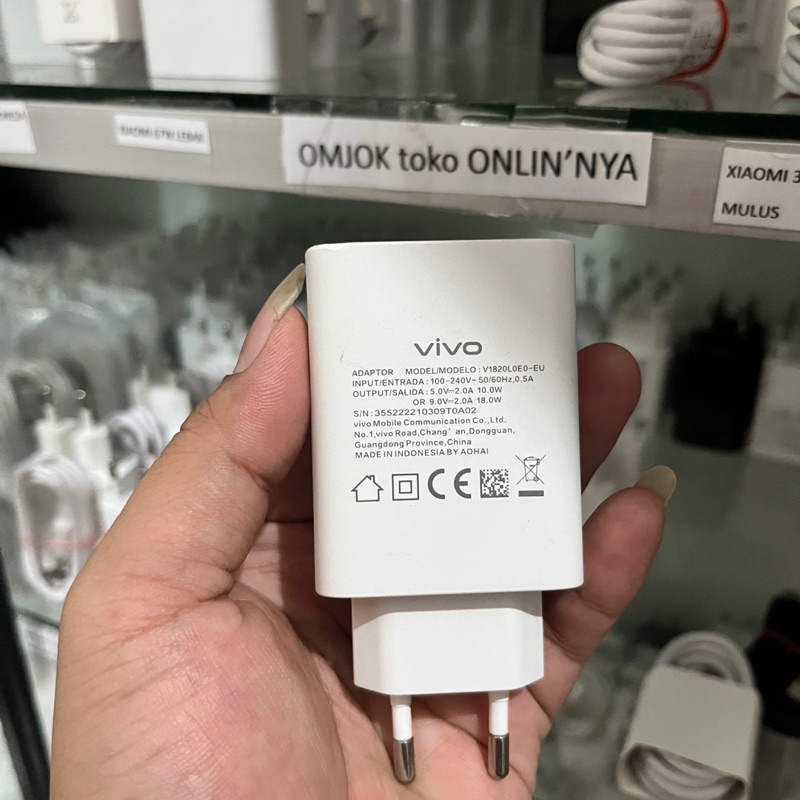 XIAOMI 67W LEBAR
OMJOK toko ONLIN'NYA
XIAOMI 3
MULUS
vivo
ADAPTOR MODEL/MODELO : V1820L0E0-EU
INPUT/ENTRADA : 100-240V~50/60Hz,0.5A
OUTPUT/SALIDA : 5.0V⎓2.0A 10.0W
OR 9.0V⎓2.0A 18.0W
S/N : 355222210309T0A02
vivo Mobile Communication Co.,Ltd.
No.1,vivo Road,Chang'an,Dongguan,
Guangdong Province,China
MADE IN INDONESIA BY AOHAI
CE